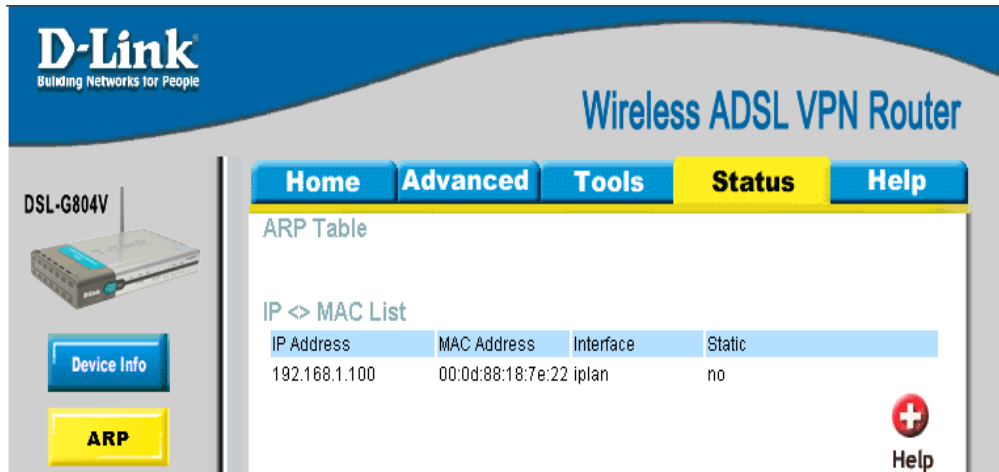 D-Link
Building Networks for People
Wireless ADSL VPN Router
DSL-G804V
Home Advanced Tools Status Help
ARP Table
IP <> MAC List
IP Address MAC Address Interface Static
192.168.1.100 00:0d:88:18:7e:22 iplan no
Device Info
ARP
Help